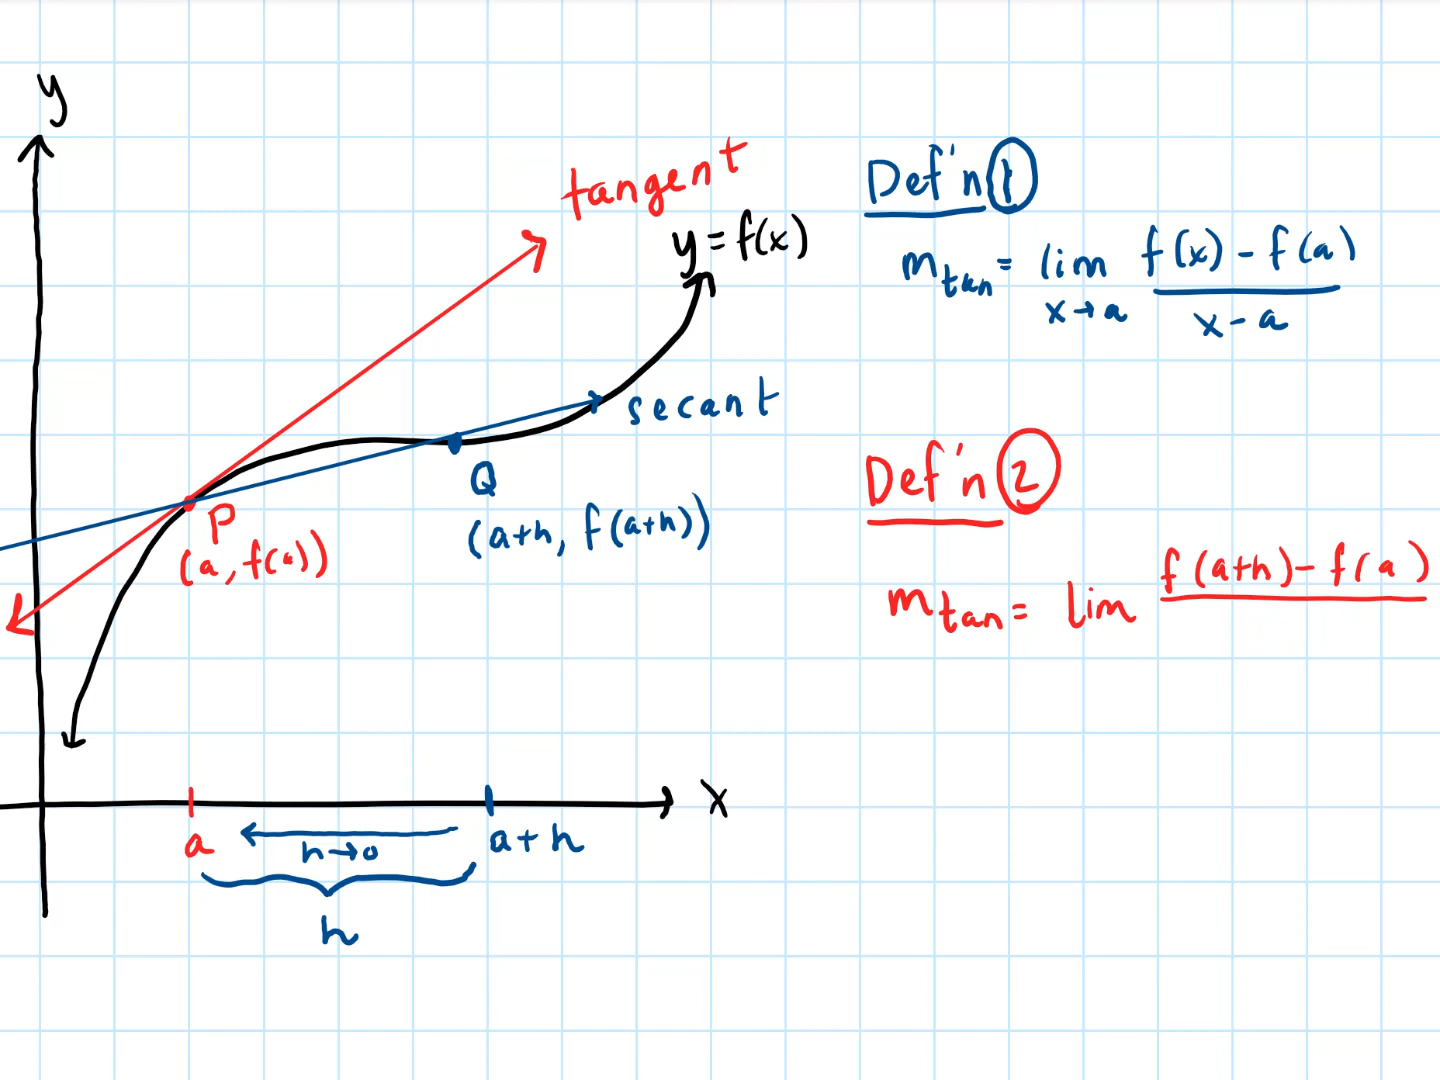 y
tangent
y = f(x)
secant
Q
(a+h, f(a+h))
P
(a, f(a))
x
a
h→0
a+h
h
Def'n ①
m_tan = lim_{x→a} (f(x) - f(a))/(x - a)
Def'n ②
m_tan = lim f(a+h) - f(a)